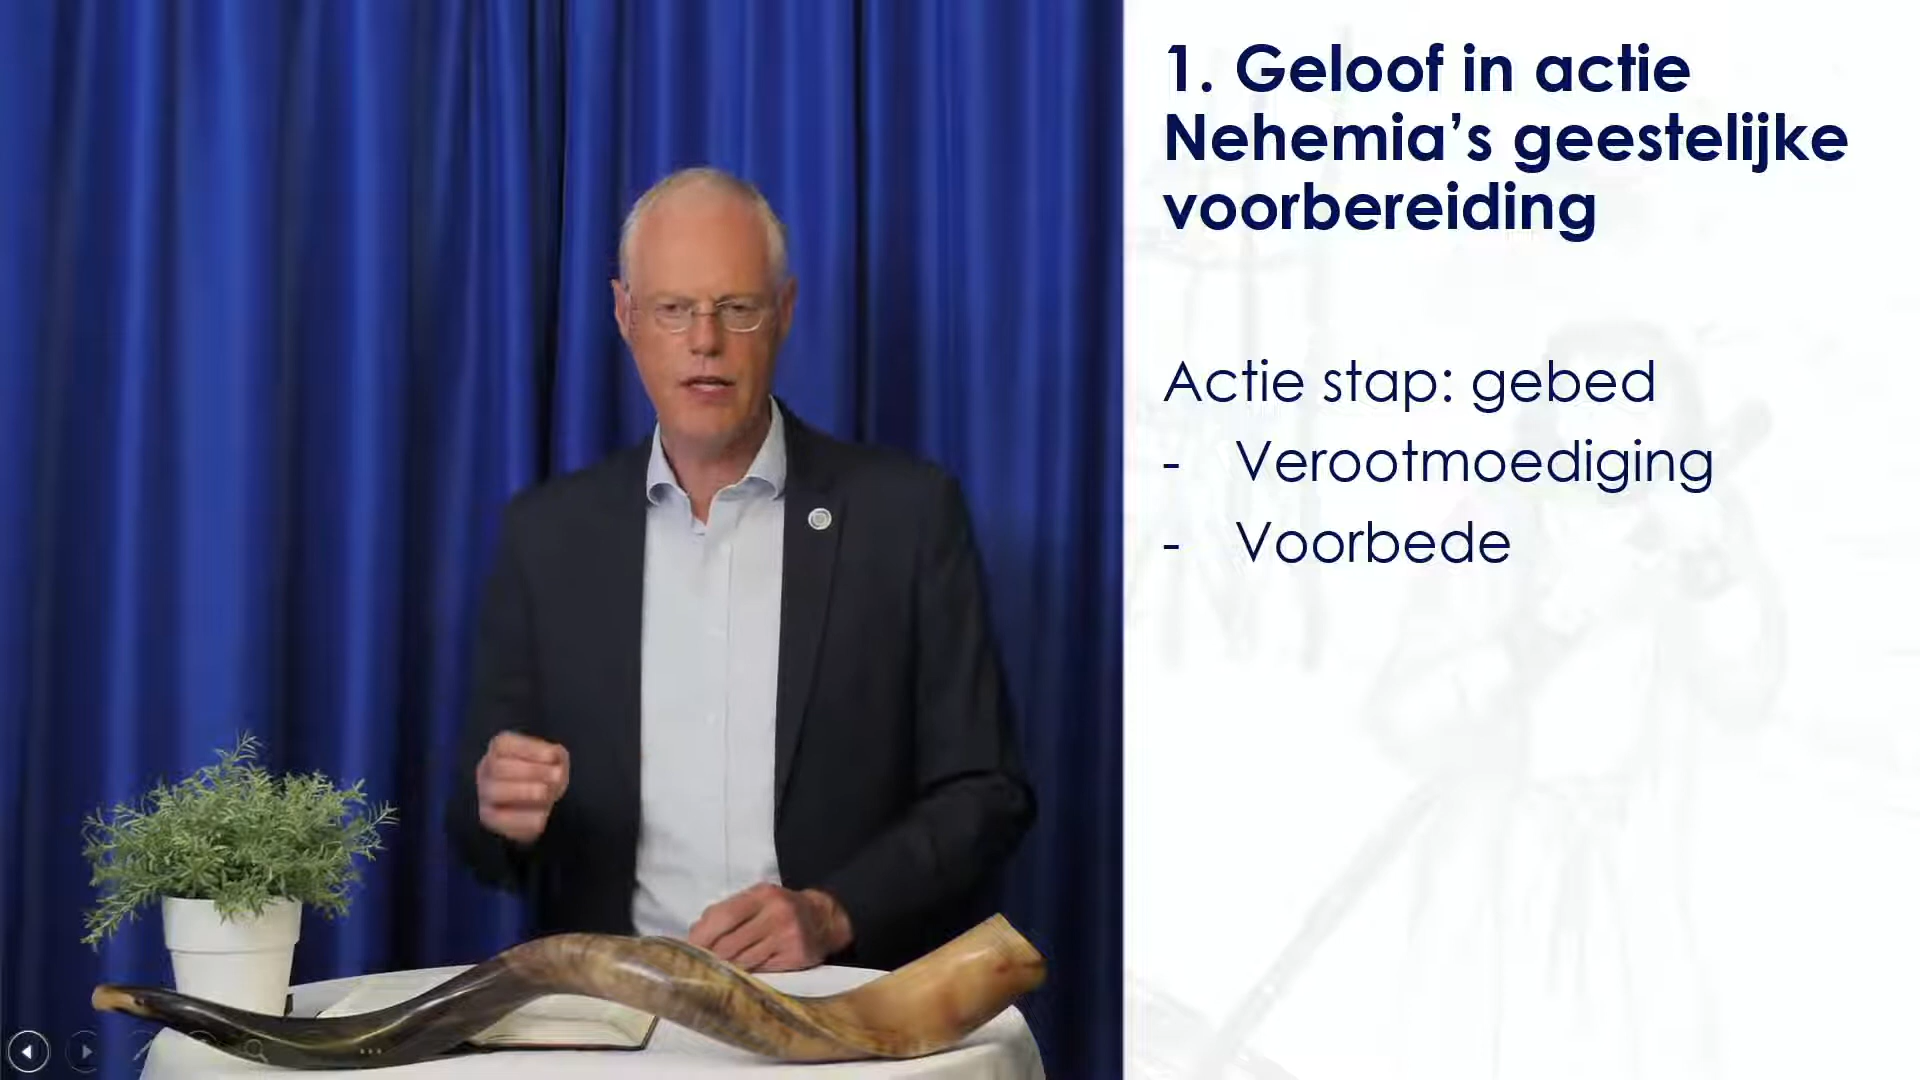 1. Geloof in actie
Nehemia’s geestelijke
voorbereiding
Actie stap: gebed
- Verootmoediging
- Voorbede